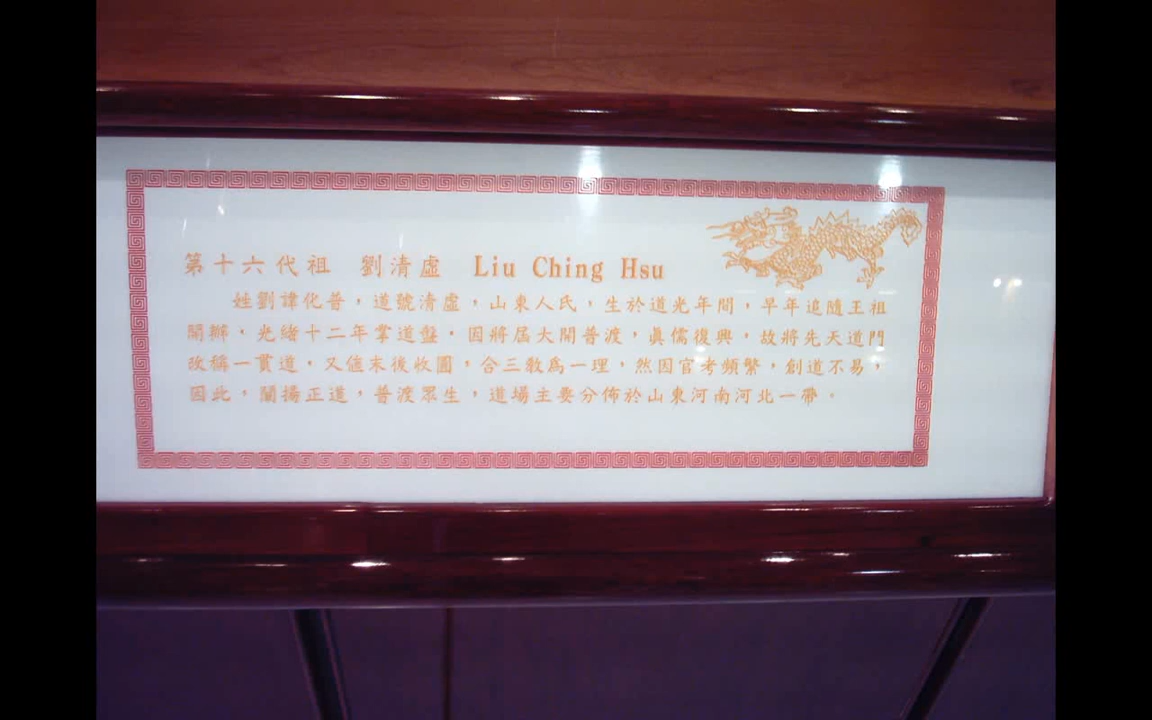 第十六代祖 劉清虛 Liu Ching Hsu
姓劉諱化普，道號清虛，山東人氏，生於道光年間，早年追隨王祖
開辦，光緒十二年掌道盤，因將屆大開普渡，眞儒復興，故將先天道門
改稱一貫道，又值末後收圓，合三教為一理，然因官考頻繁，創道不易，
因此，闡揚正道，普渡眾生，道場主要分佈於山東河南河北一帶。